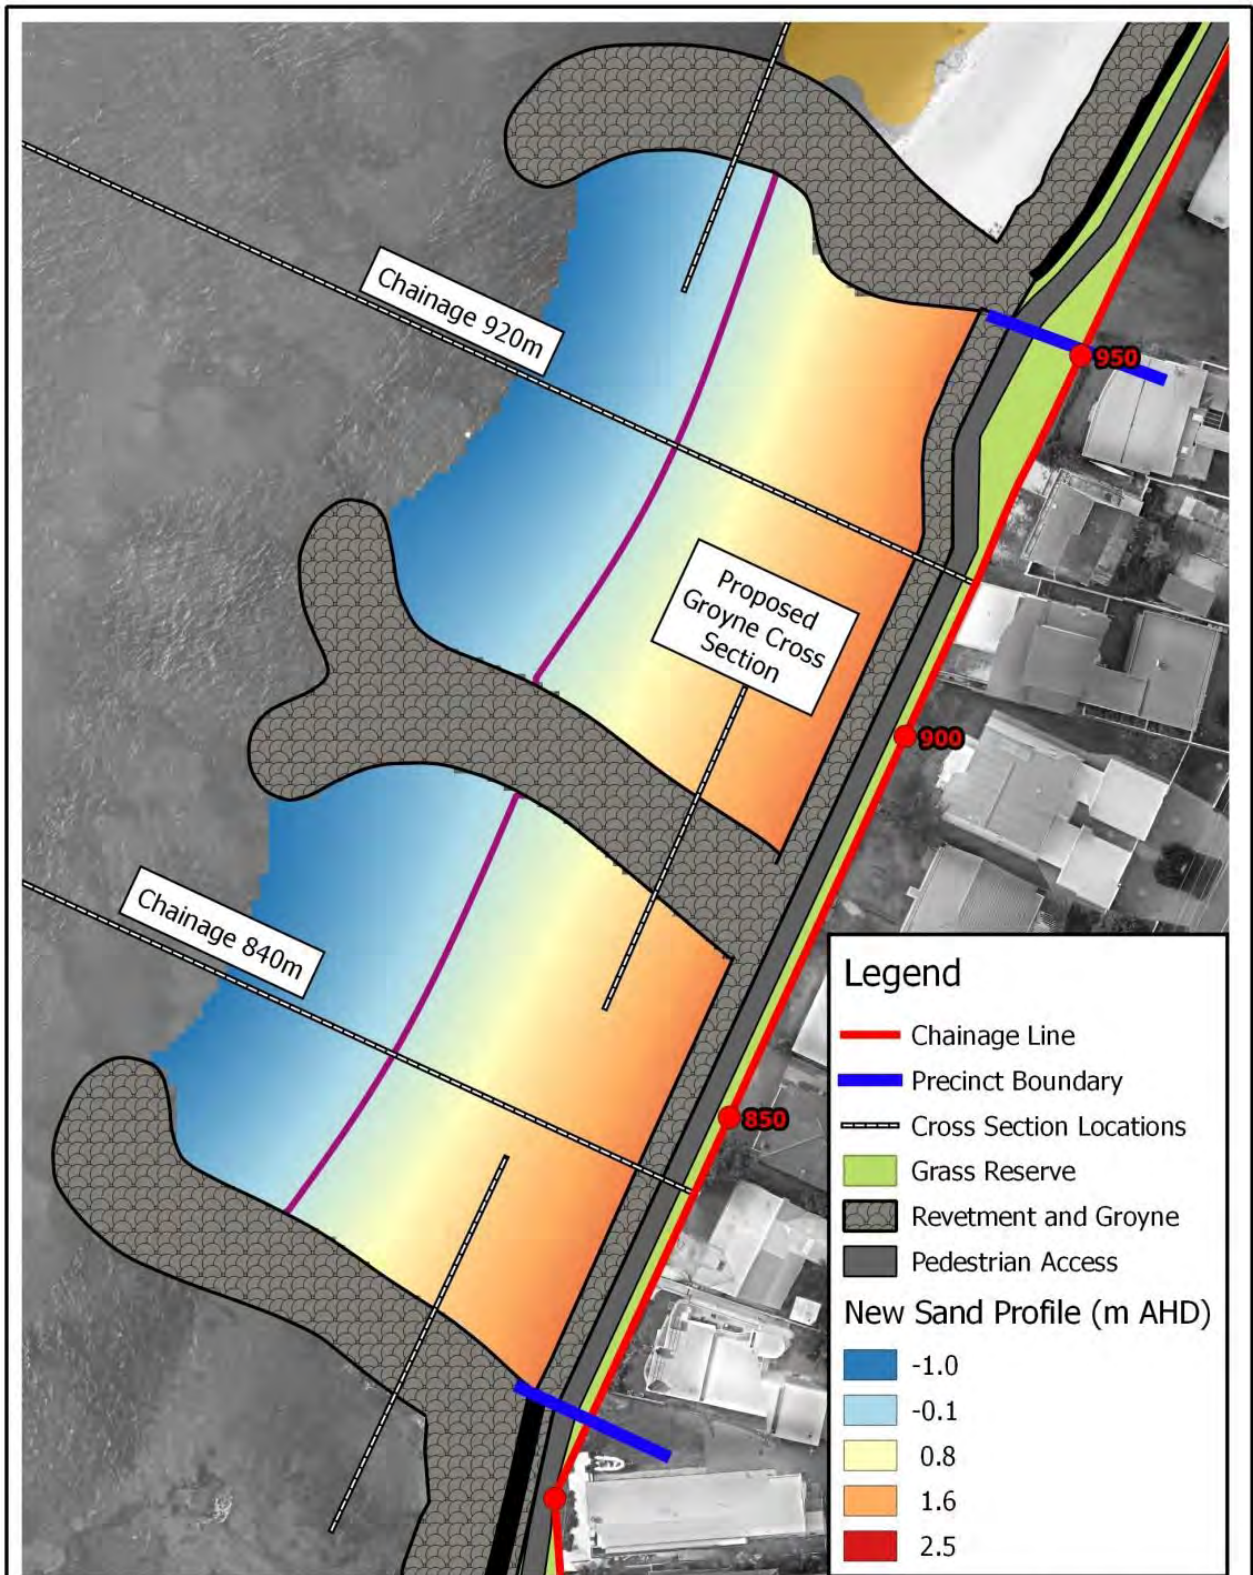 Chainage 920m
950
Proposed
Groyne Cross
Section
900
Chainage 840m
850
Legend
Chainage Line
Precinct Boundary
Cross Section Locations
Grass Reserve
Revetment and Groyne
Pedestrian Access
New Sand Profile (m AHD)
-1.0
-0.1
0.8
1.6
2.5